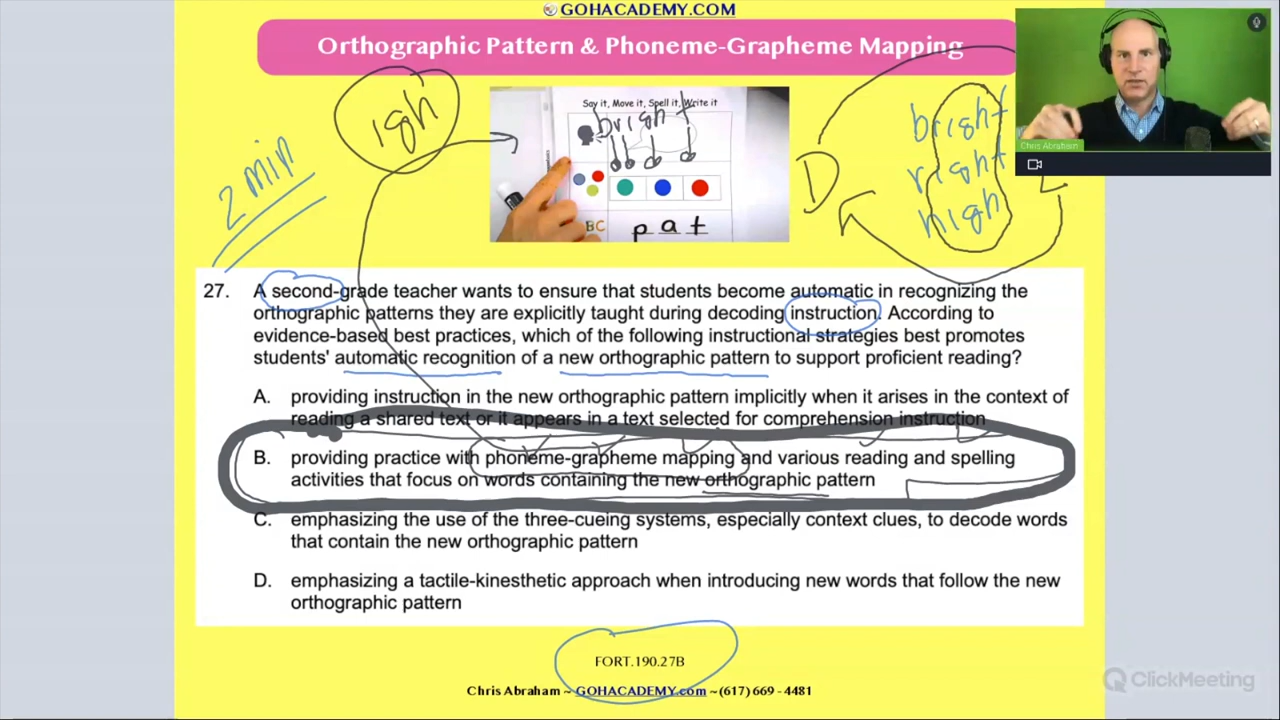 GOHACADEMY.COM
Orthographic Pattern & Phoneme-Grapheme Mapping
igh
2 min
Say it, Move it, Spell it, Write it
bright
BC
p a t
D
bright
right
high
Chris Abraham
27. A second-grade teacher wants to ensure that students become automatic in recognizing the
orthographic patterns they are explicitly taught during decoding instruction. According to
evidence-based best practices, which of the following instructional strategies best promotes
students' automatic recognition of a new orthographic pattern to support proficient reading?
A. providing instruction in the new orthographic pattern implicitly when it arises in the context of
reading a shared text or it appears in a text selected for comprehension instruction
B. providing practice with phoneme-grapheme mapping and various reading and spelling
activities that focus on words containing the new orthographic pattern
C. emphasizing the use of the three-cueing systems, especially context clues, to decode words
that contain the new orthographic pattern
D. emphasizing a tactile-kinesthetic approach when introducing new words that follow the new
orthographic pattern
FORT.190.27B
Chris Abraham ~ GOHACADEMY.com ~(617) 669 - 4481
ClickMeeting